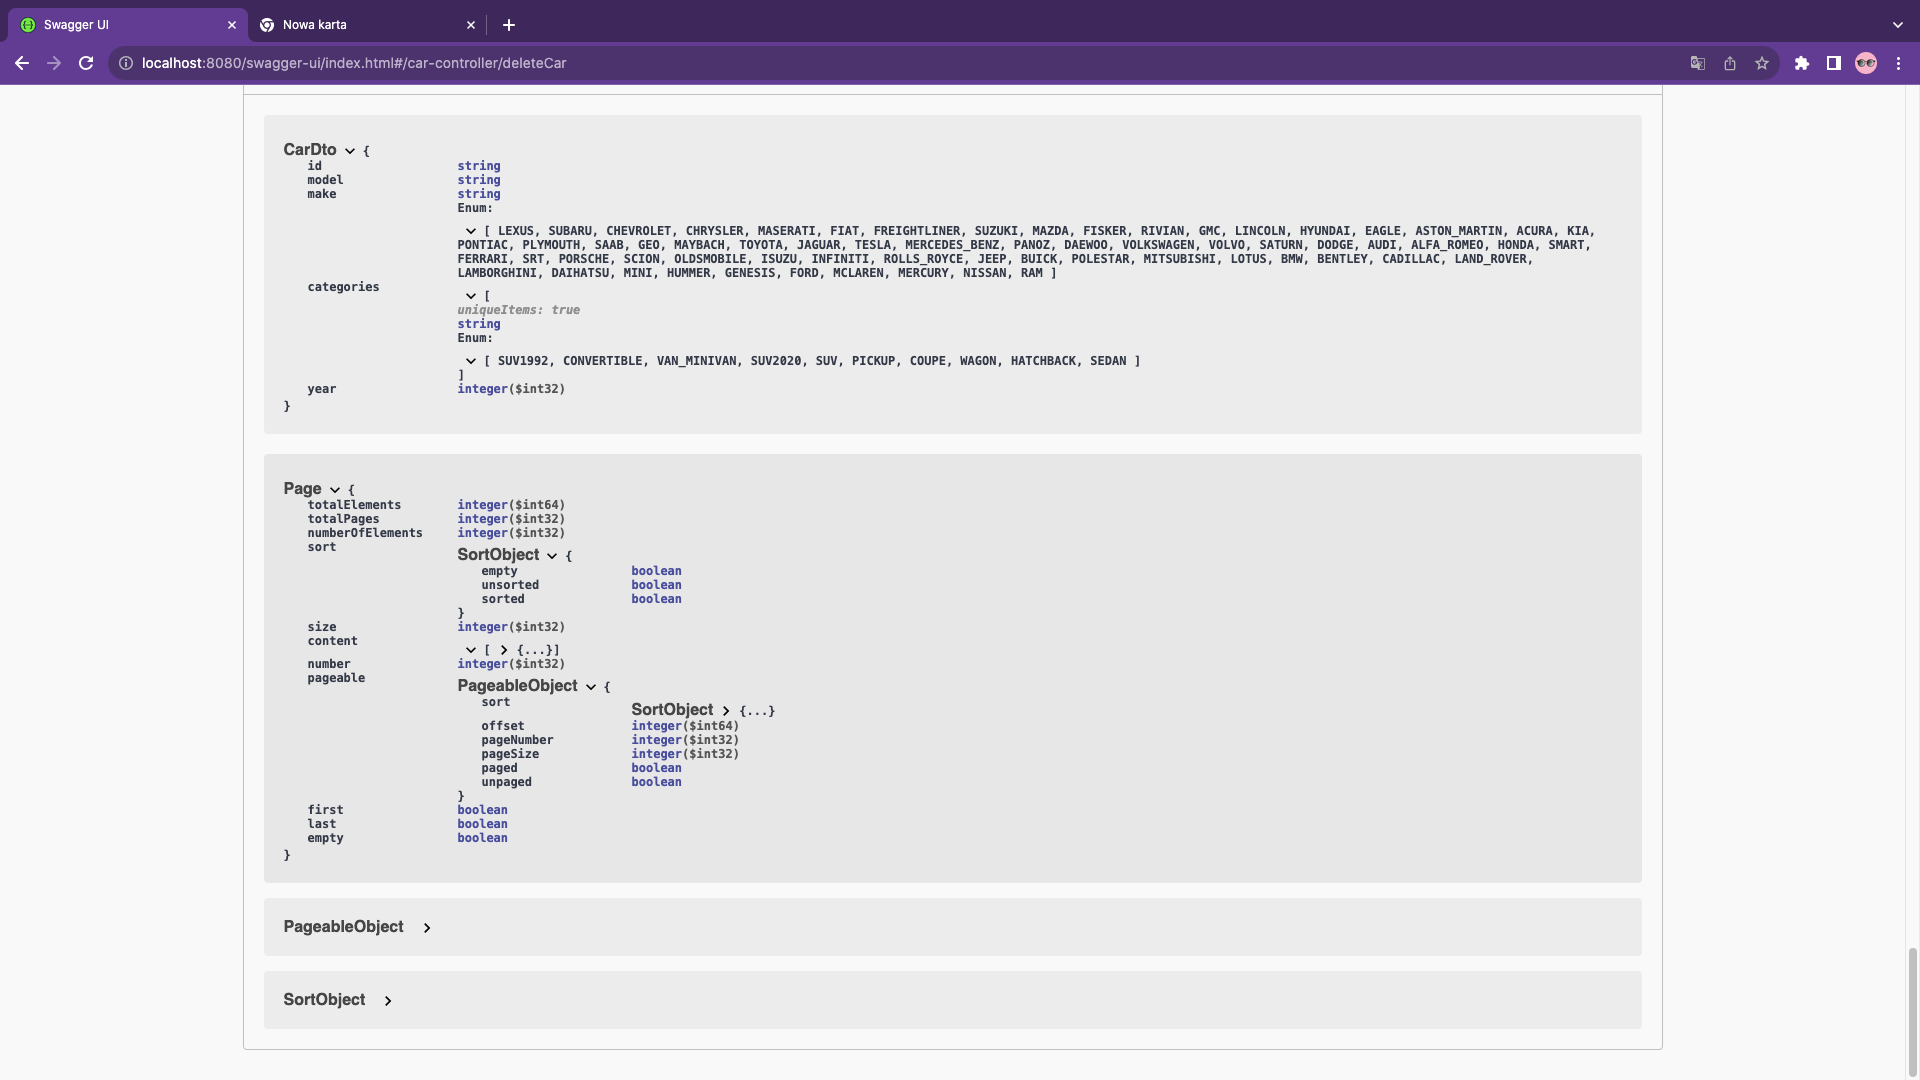 Swagger UI
Nowa karta
localhost:8080/swagger-ui/index.html#/car-controller/deleteCar
CarDto {
id string
model string
make string
Enum:
[ LEXUS, SUBARU, CHEVROLET, CHRYSLER, MASERATI, FIAT, FREIGHTLINER, SUZUKI, MAZDA, FISKER, RIVIAN, GMC, LINCOLN, HYUNDAI, EAGLE, ASTON_MARTIN, ACURA, KIA,
PONTIAC, PLYMOUTH, SAAB, GEO, MAYBACH, TOYOTA, JAGUAR, TESLA, MERCEDES_BENZ, PANOZ, DAEWOO, VOLKSWAGEN, VOLVO, SATURN, DODGE, AUDI, ALFA_ROMEO, HONDA, SMART,
FERRARI, SRT, PORSCHE, SCION, OLDSMOBILE, ISUZU, INFINITI, ROLLS_ROYCE, JEEP, BUICK, POLESTAR, MITSUBISHI, LOTUS, BMW, BENTLEY, CADILLAC, LAND_ROVER,
LAMBORGHINI, DAIHATSU, MINI, HUMMER, GENESIS, FORD, MCLAREN, MERCURY, NISSAN, RAM ]
categories
[
uniqueItems: true
string
Enum:
[ SUV1992, CONVERTIBLE, VAN_MINIVAN, SUV2020, SUV, PICKUP, COUPE, WAGON, HATCHBACK, SEDAN ]
]
year integer($int32)
}
Page {
totalElements integer($int64)
totalPages integer($int32)
numberOfElements integer($int32)
sort
SortObject {
empty boolean
unsorted boolean
sorted boolean
}
size integer($int32)
content
[ {...}]
number integer($int32)
pageable
PageableObject {
sort
SortObject {...}
offset integer($int64)
pageNumber integer($int32)
pageSize integer($int32)
paged boolean
unpaged boolean
}
first boolean
last boolean
empty boolean
}
PageableObject
SortObject